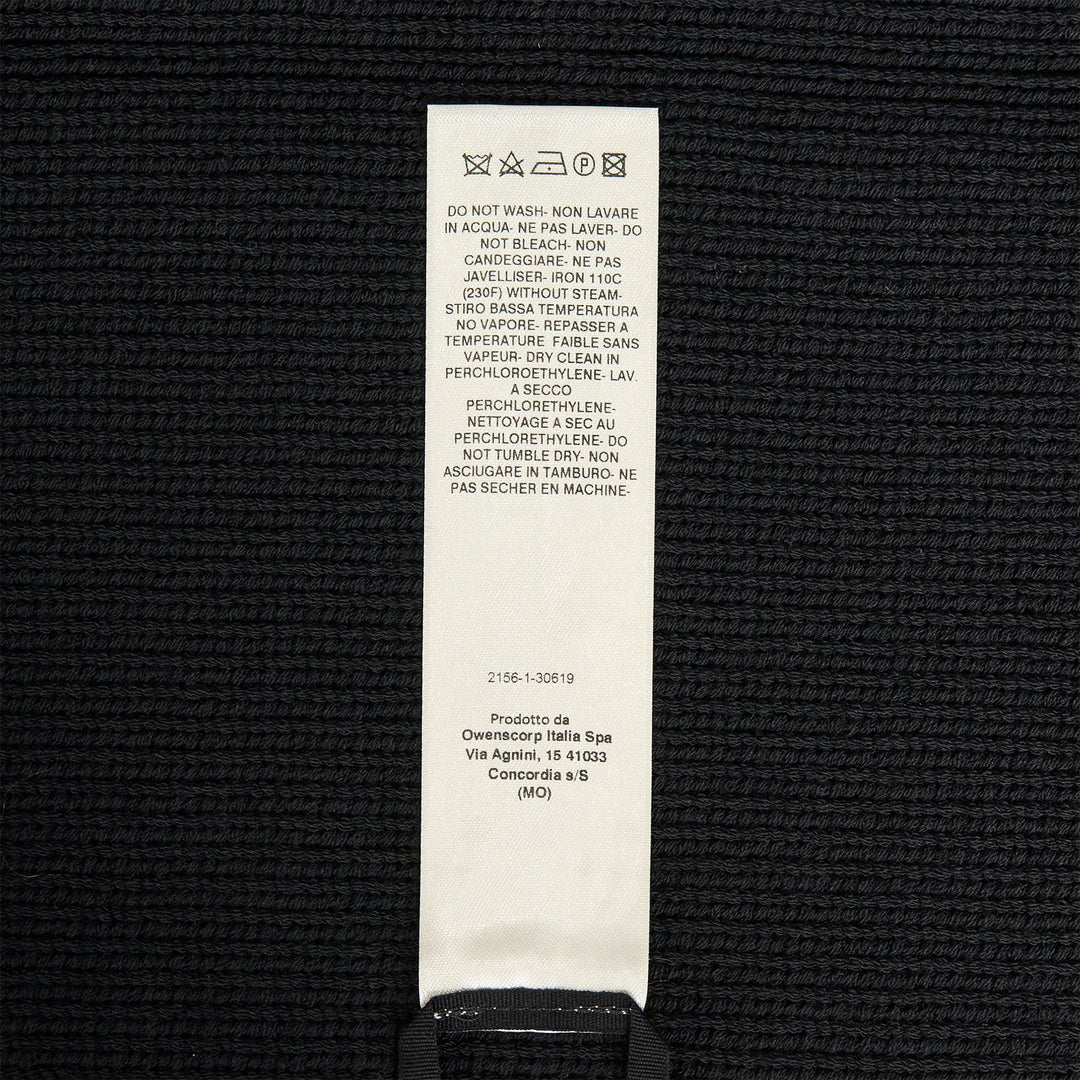 DO NOT WASH- NON LAVARE
IN ACQUA- NE PAS LAVER- DO
NOT BLEACH- NON
CANDEGGIARE- NE PAS
JAVELLISER- IRON 110C
(230F) WITHOUT STEAM-
STIRO BASSA TEMPERATURA
NO VAPORE- REPASSER A
TEMPERATURE FAIBLE SANS
VAPEUR- DRY CLEAN IN
PERCHLOROETHYLENE- LAV.
A SECCO
PERCHLORETHYLENE-
NETTOYAGE A SEC AU
PERCHLORETHYLENE- DO
NOT TUMBLE DRY- NON
ASCIUGARE IN TAMBURO- NE
PAS SECHER EN MACHINE-
2156-1-30619
Prodotto da
Owenscorp Italia Spa
Via Agnini, 15 41033
Concordia s/S
(MO)